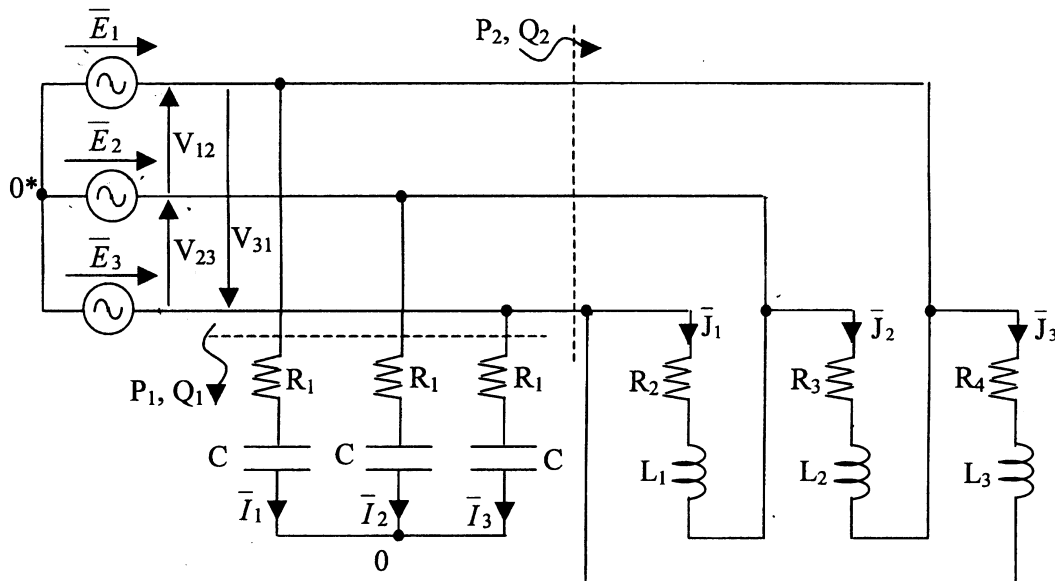 E̅1
P2, Q2
E̅2
V12
0*
E̅3
V23
V31
J̅1
J̅2
J̅3
P1, Q1
R1
R1
R1
R2
R3
R4
C
C
C
L1
L2
L3
I̅1
I̅2
I̅3
0